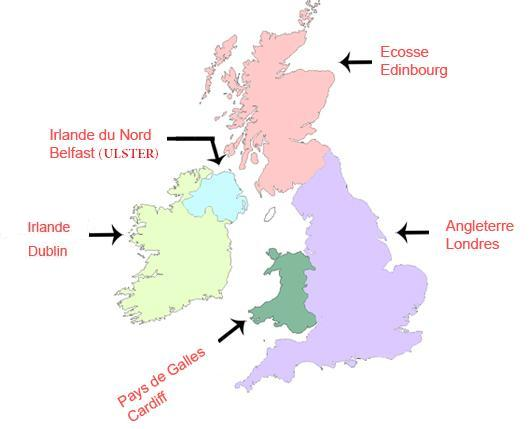 Ecosse
Edinbourg
Irlande du Nord
Belfast (ULSTER)
Irlande
Dublin
Angleterre
Londres
Pays de Galles
Cardiff